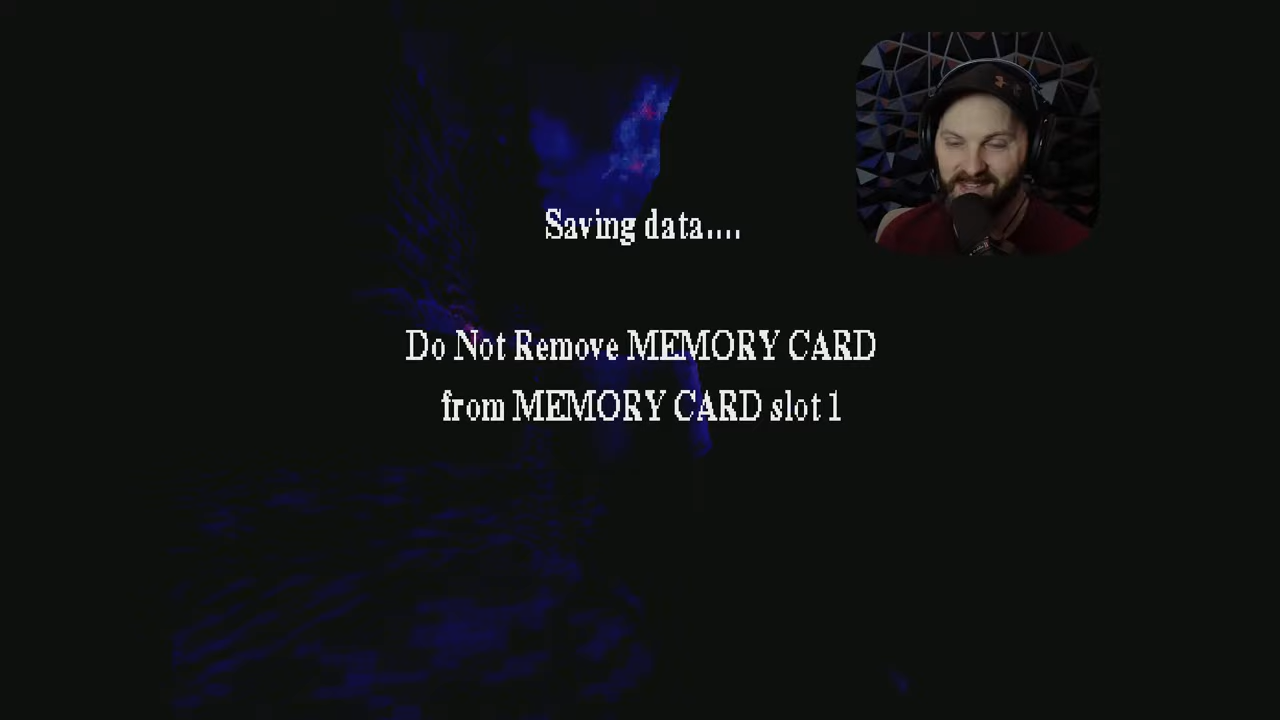 Saving data....
Do Not Remove MEMORY CARD
from MEMORY CARD slot 1